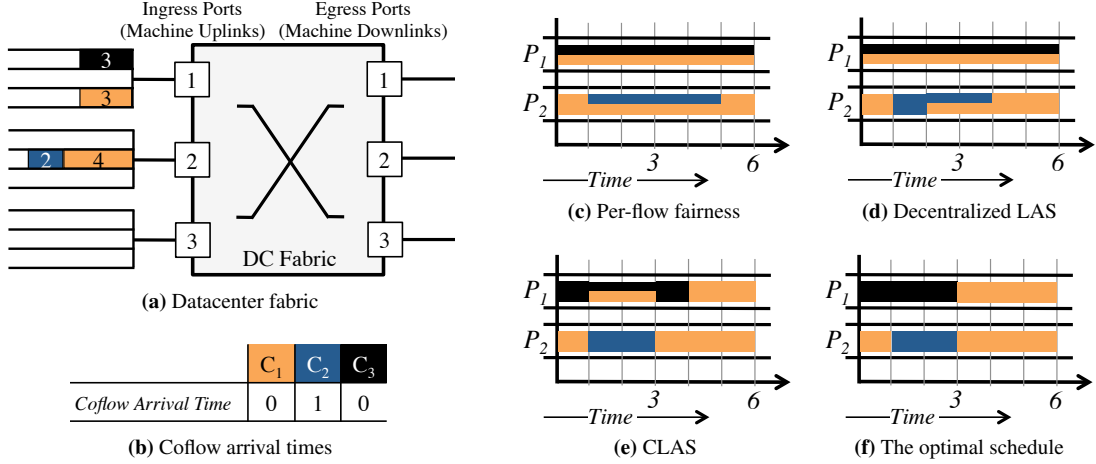 Ingress Ports
(Machine Uplinks)
Egress Ports
(Machine Downlinks)
3
3
2 4
1
2
3
1
2
3
DC Fabric
(a) Datacenter fabric
C1 C2 C3
Coflow Arrival Time 0 1 0
(b) Coflow arrival times
P1
P2
3 6
Time
(c) Per-flow fairness
P1
P2
3 6
Time
(d) Decentralized LAS
P1
P2
3 6
Time
(e) CLAS
P1
P2
3 6
Time
(f) The optimal schedule